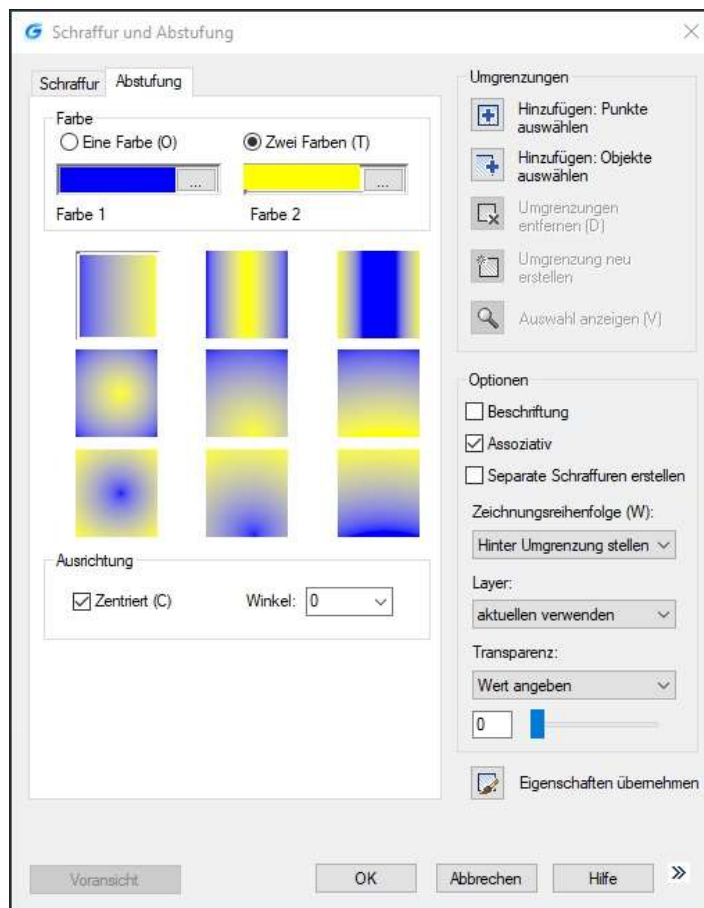 Schraffur und Abstufung
Schraffur
Abstufung
Farbe
Eine Farbe (O)
Zwei Farben (T)
...
...
Farbe 1
Farbe 2
Ausrichtung
Zentriert (C)
Winkel:
0
Umgrenzungen
Hinzufügen: Punkte
auswählen
Hinzufügen: Objekte
auswählen
Umgrenzungen
entfernen (D)
Umgrenzung neu
erstellen
Auswahl anzeigen (V)
Optionen
Beschriftung
Assoziativ
Separate Schraffuren erstellen
Zeichnungsreihenfolge (W):
Hinter Umgrenzung stellen
Layer:
aktuellen verwenden
Transparenz:
Wert angeben
0
Eigenschaften übernehmen
Voransicht
OK
Abbrechen
Hilfe